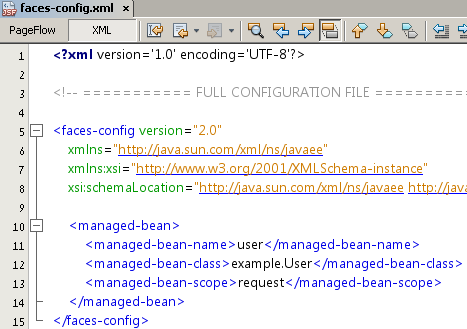 faces-config.xml
PageFlow XML
1 <?xml version='1.0' encoding='UTF-8'?>
2
3 <!-- =========== FULL CONFIGURATION FILE ===========
4
5 <faces-config version="2.0"
6 xmlns="http://java.sun.com/xml/ns/javaee"
7 xmlns:xsi="http://www.w3.org/2001/XMLSchema-instance"
8 xsi:schemaLocation="http://java.sun.com/xml/ns/javaee http://java
9
10 <managed-bean>
11 <managed-bean-name>user</managed-bean-name>
12 <managed-bean-class>example.User</managed-bean-class>
13 <managed-bean-scope>request</managed-bean-scope>
14 </managed-bean>
15 </faces-config>